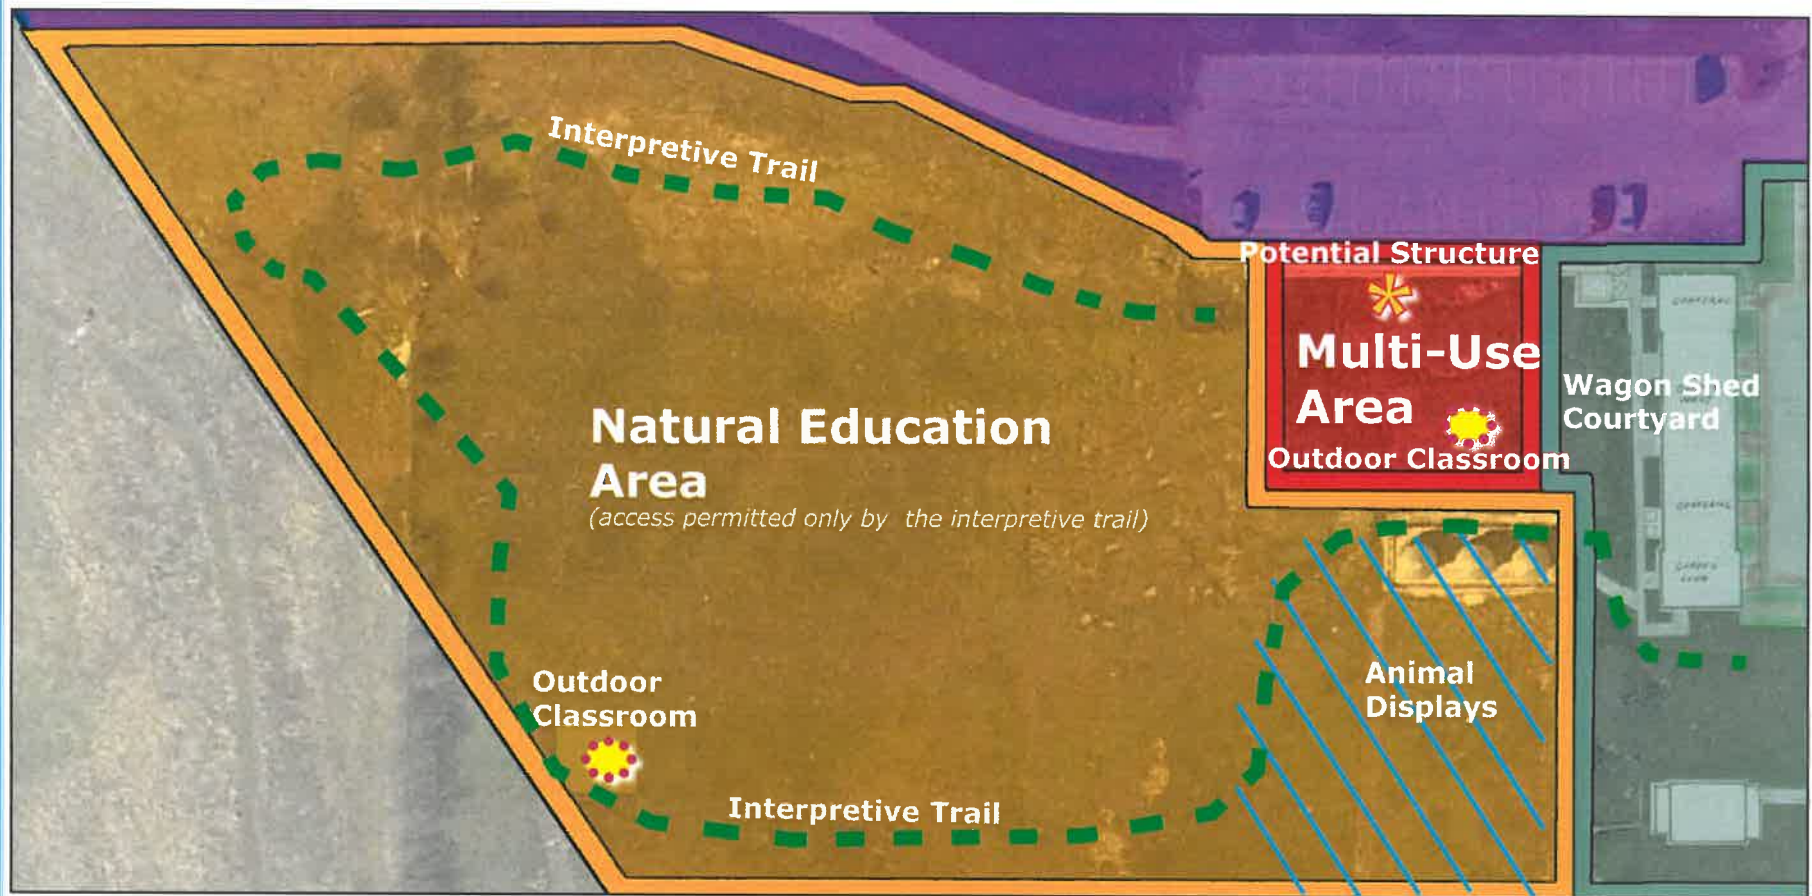 Interpretive Trail
Potential Structure
Multi-Use
Area
Outdoor Classroom
Wagon Shed
Courtyard
Natural Education
Area
(access permitted only by the interpretive trail)
Outdoor
Classroom
Animal
Displays
Interpretive Trail